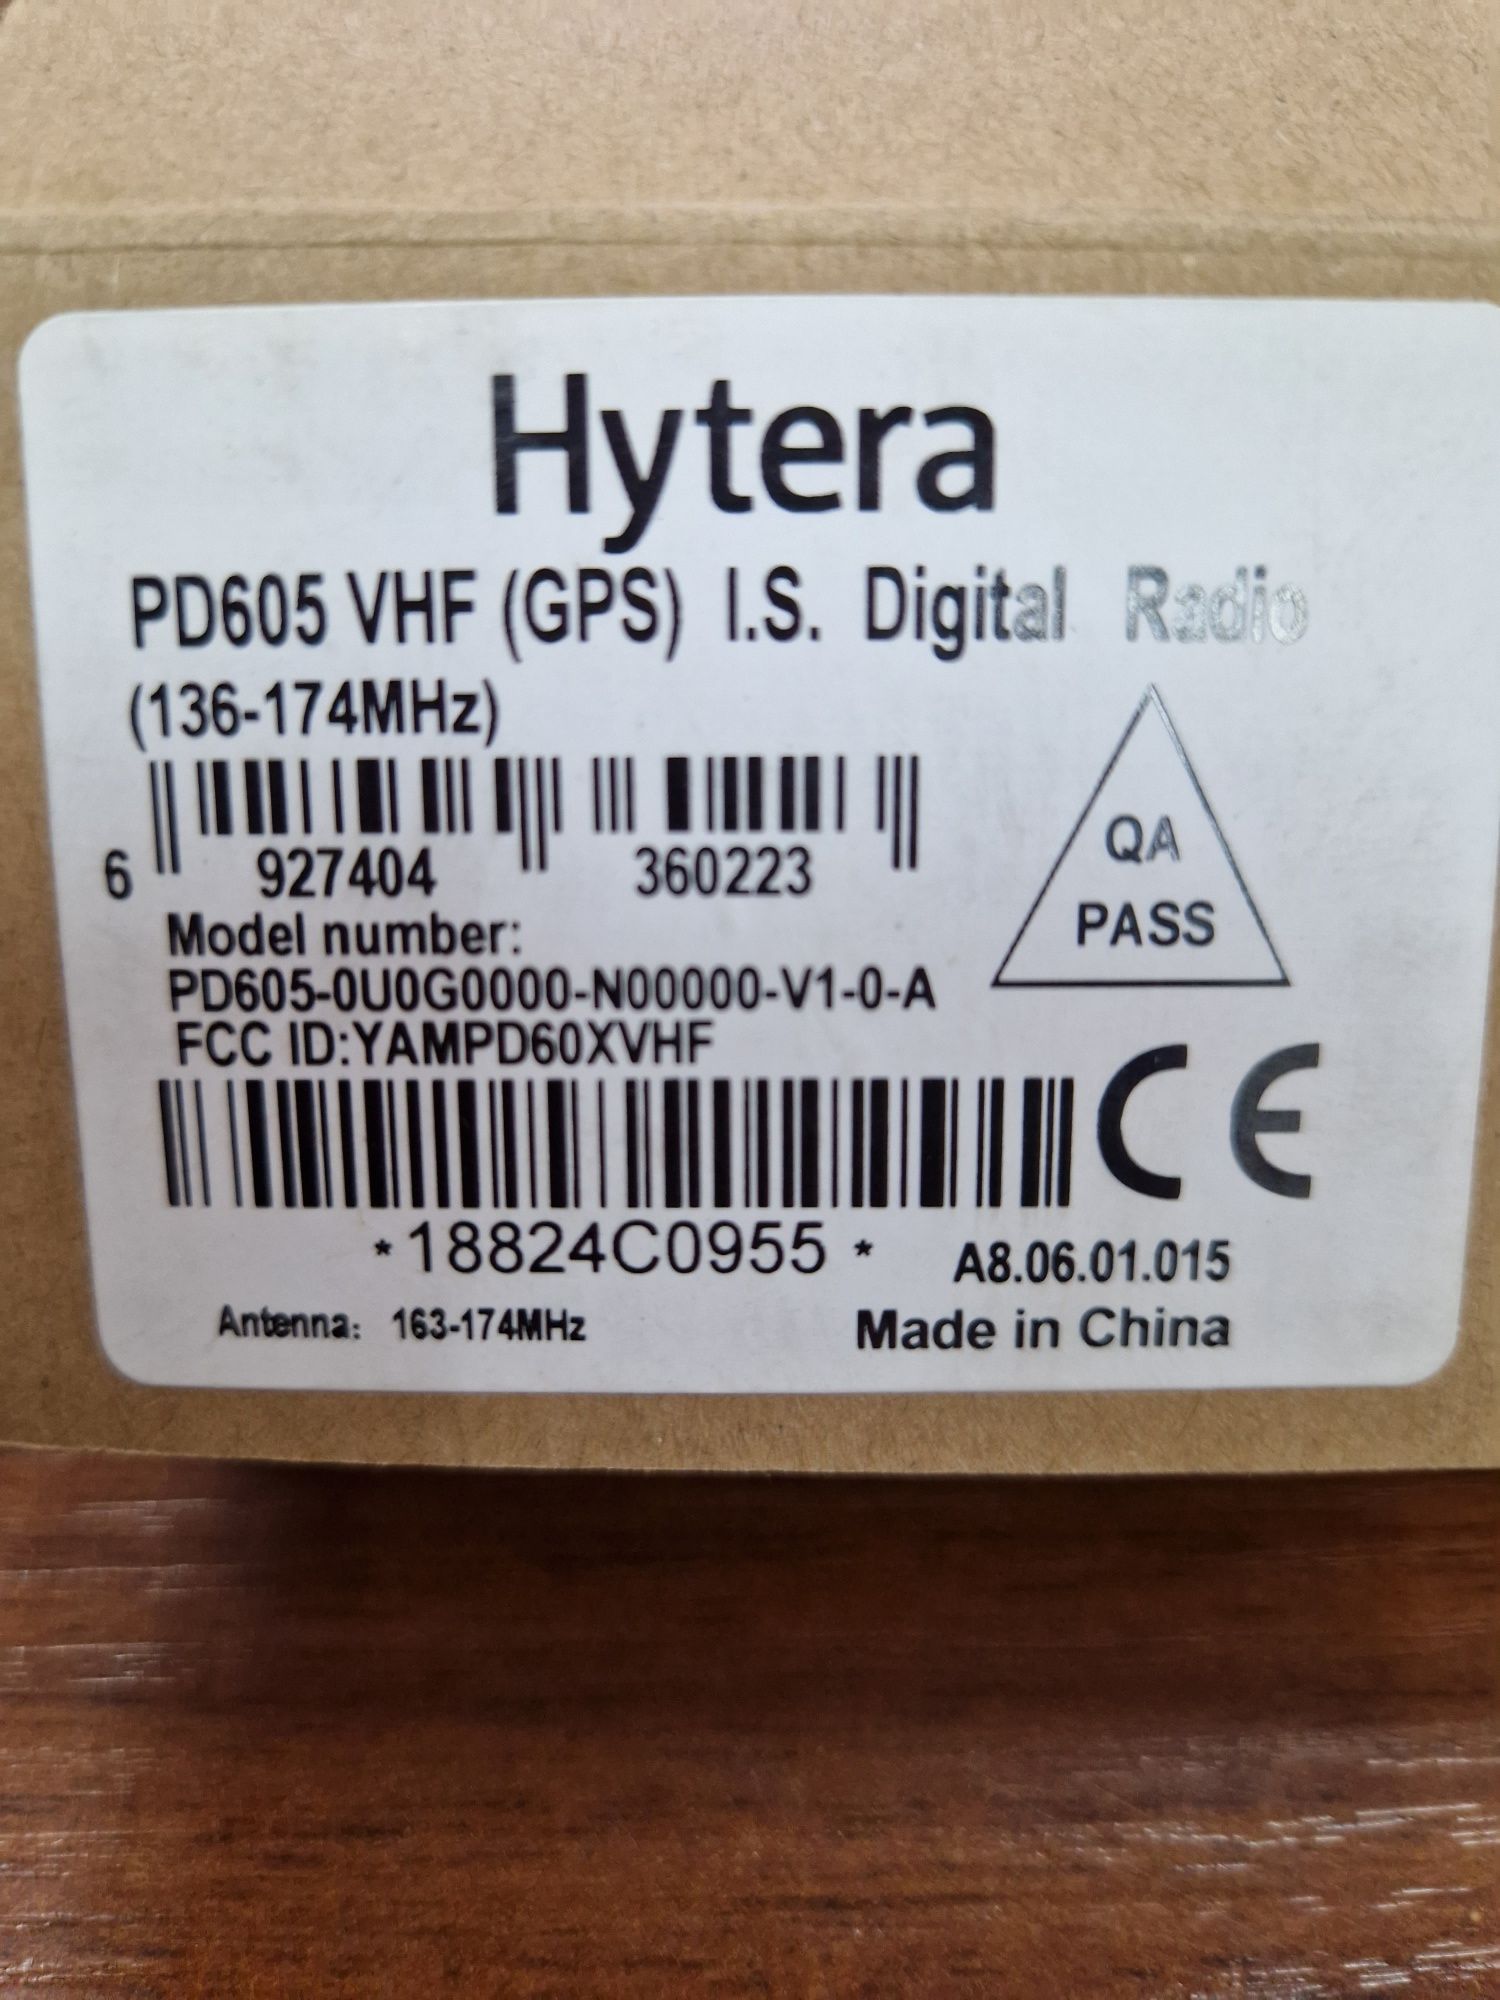 Hytera
PD605 VHF (GPS) I.S. Digital Radio
(136-174MHz)
6 927404 360223
QA
PASS
Model number:
PD605-0U0G0000-N00000-V1-0-A
FCC ID:YAMPD60XVHF
CE
*18824C0955*
A8.06.01.015
Antenna: 163-174MHz
Made in China